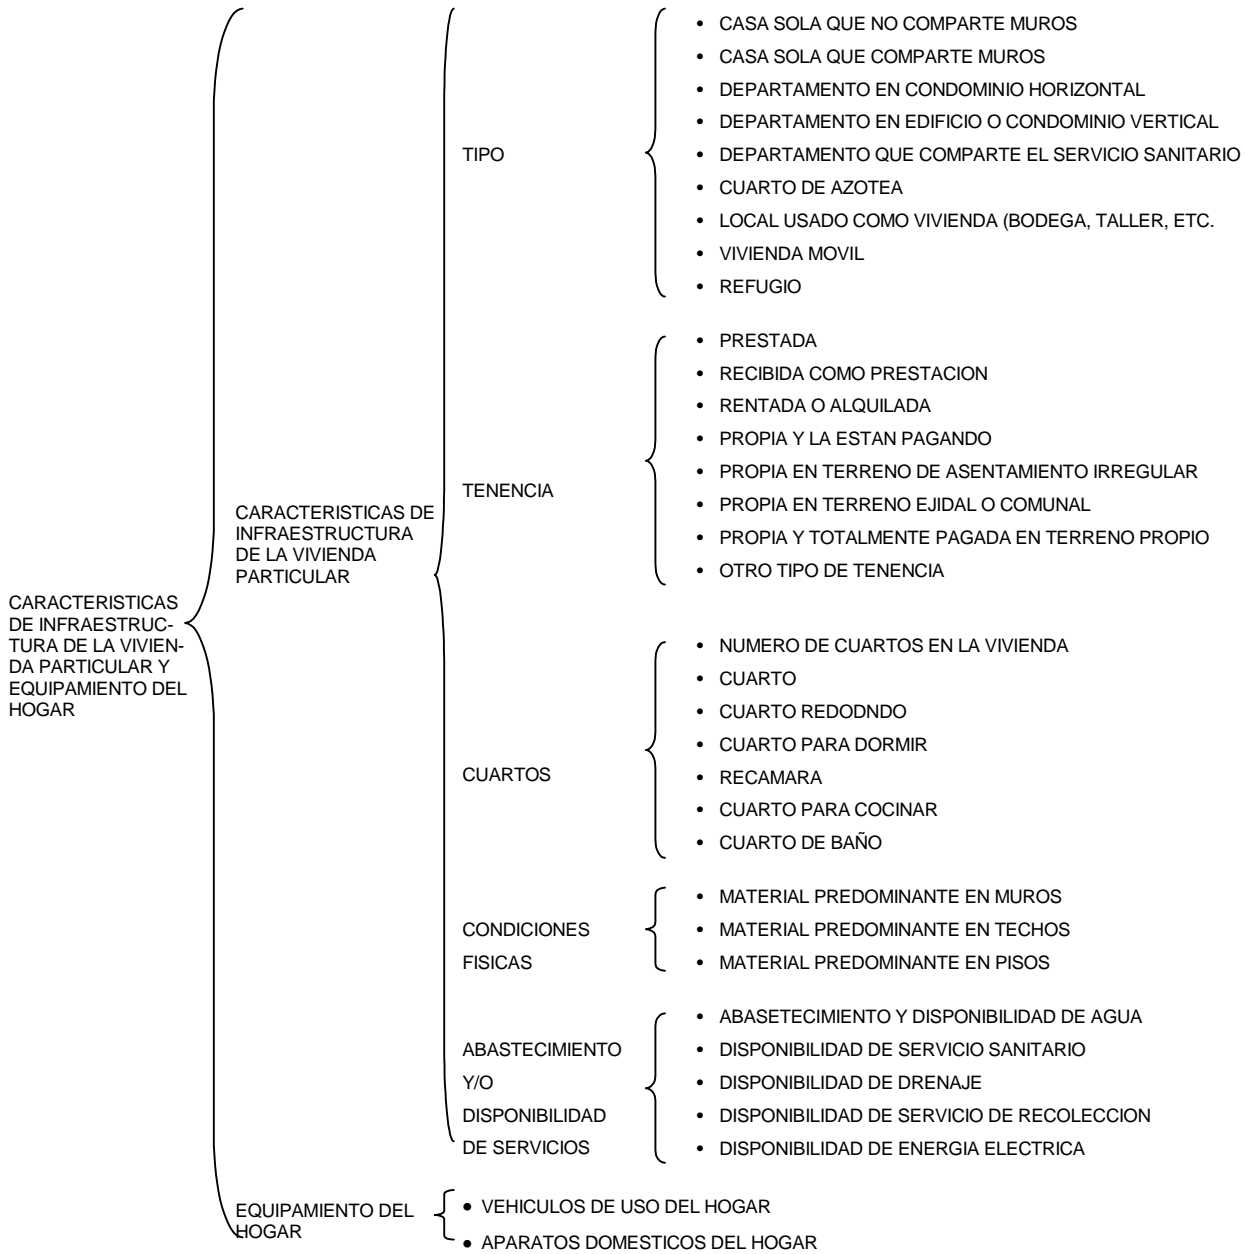 CARACTERISTICAS
DE INFRAESTRUC-
TURA DE LA VIVIEN-
DA PARTICULAR Y
EQUIPAMIENTO DEL
HOGAR
CARACTERISTICAS DE
INFRAESTRUCTURA
DE LA VIVIENDA
PARTICULAR
TIPO
• CASA SOLA QUE NO COMPARTE MUROS
• CASA SOLA QUE COMPARTE MUROS
• DEPARTAMENTO EN CONDOMINIO HORIZONTAL
• DEPARTAMENTO EN EDIFICIO O CONDOMINIO VERTICAL
• DEPARTAMENTO QUE COMPARTE EL SERVICIO SANITARIO
• CUARTO DE AZOTEA
• LOCAL USADO COMO VIVIENDA (BODEGA, TALLER, ETC.
• VIVIENDA MOVIL
• REFUGIO
TENENCIA
• PRESTADA
• RECIBIDA COMO PRESTACION
• RENTADA O ALQUILADA
• PROPIA Y LA ESTAN PAGANDO
• PROPIA EN TERRENO DE ASENTAMIENTO IRREGULAR
• PROPIA EN TERRENO EJIDAL O COMUNAL
• PROPIA Y TOTALMENTE PAGADA EN TERRENO PROPIO
• OTRO TIPO DE TENENCIA
CUARTOS
• NUMERO DE CUARTOS EN LA VIVIENDA
• CUARTO
• CUARTO REDODNDO
• CUARTO PARA DORMIR
• RECAMARA
• CUARTO PARA COCINAR
• CUARTO DE BAÑO
CONDICIONES
FISICAS
• MATERIAL PREDOMINANTE EN MUROS
• MATERIAL PREDOMINANTE EN TECHOS
• MATERIAL PREDOMINANTE EN PISOS
ABASTECIMIENTO
Y/O
DISPONIBILIDAD
DE SERVICIOS
• ABASETECIMIENTO Y DISPONIBILIDAD DE AGUA
• DISPONIBILIDAD DE SERVICIO SANITARIO
• DISPONIBILIDAD DE DRENAJE
• DISPONIBILIDAD DE SERVICIO DE RECOLECCION
• DISPONIBILIDAD DE ENERGIA ELECTRICA
EQUIPAMIENTO DEL
HOGAR
• VEHICULOS DE USO DEL HOGAR
• APARATOS DOMESTICOS DEL HOGAR